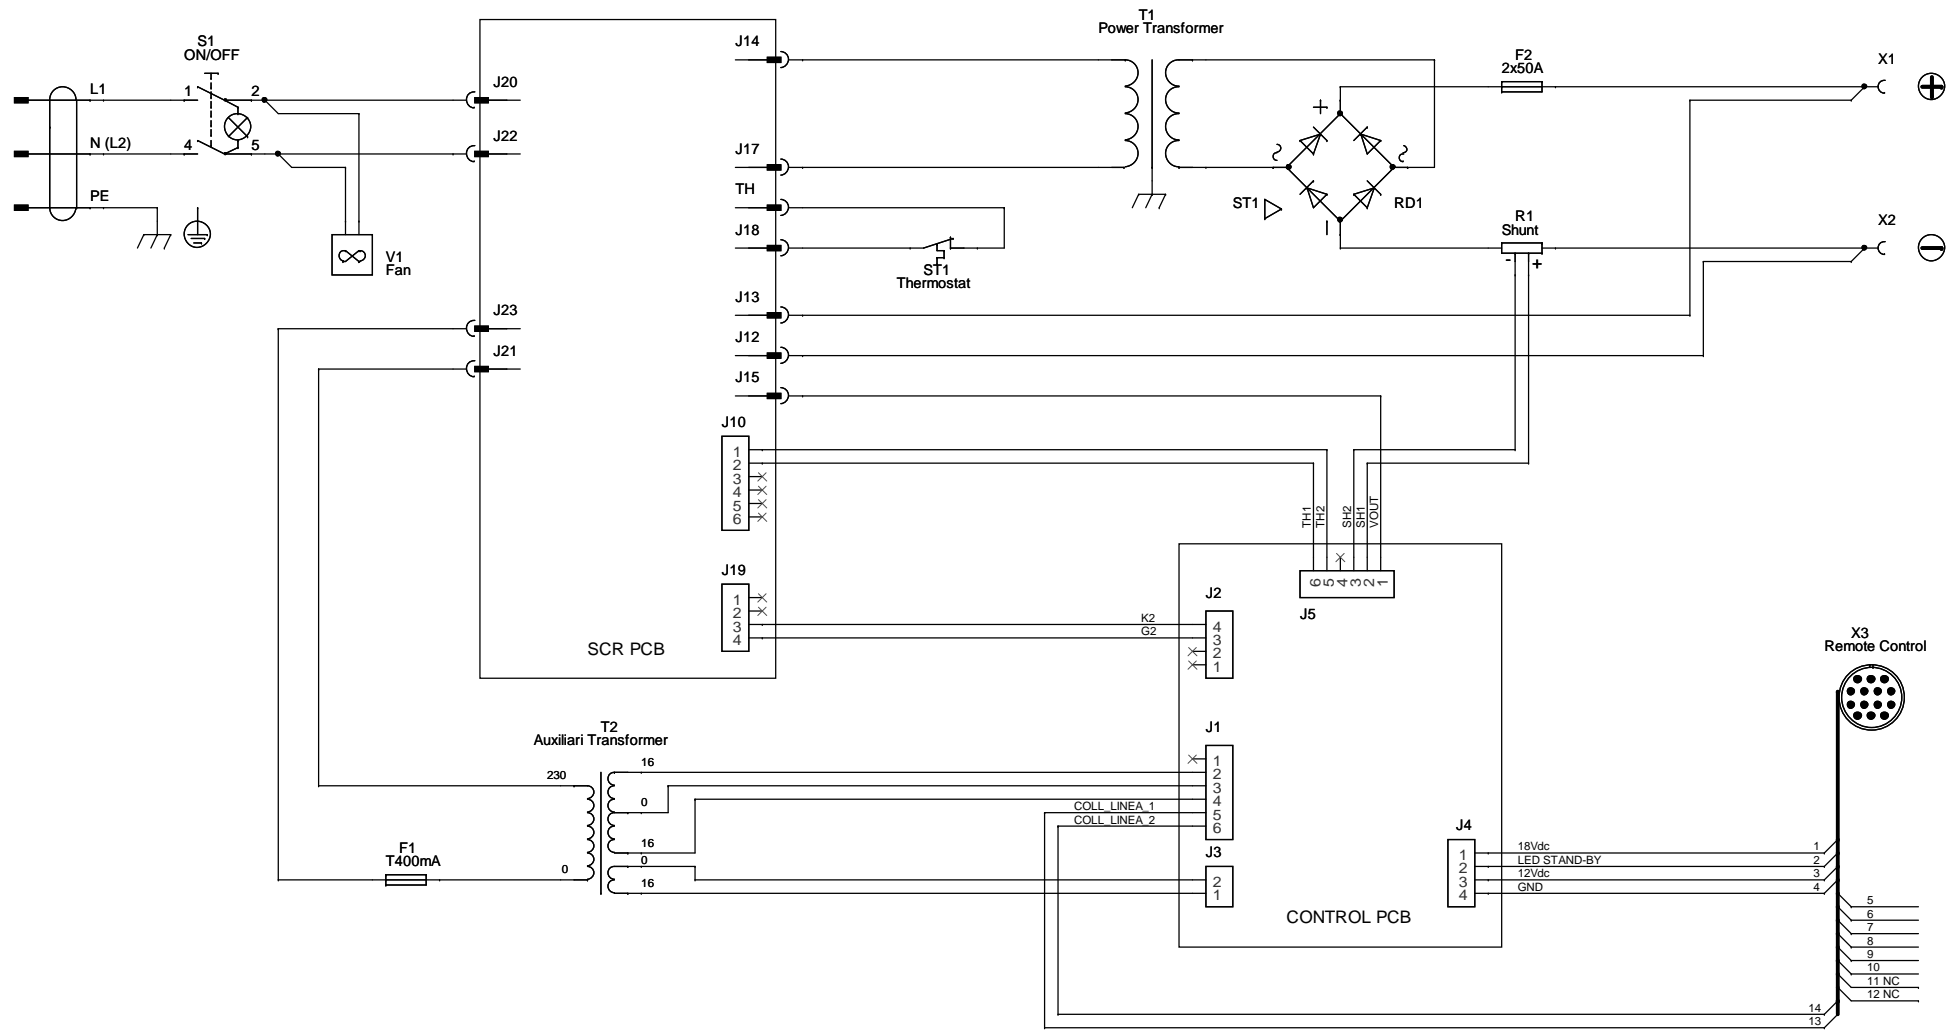 T1
Power Transformer
S1
ON/OFF
J14
F2
2x50A
X1
L1
1
2
J20
+
N (L2)
4
5
J22
J17
PE
TH
ST1
RD1
J18
R1
Shunt
X2
V1
Fan
ST1
Thermostat
-
+
J13
J23
J12
J21
J15
J10
1
2
3
4
5
6
TH1
TH2
SH2
SH1
VOUT
J19
1
2
3
4
6
5
4
3
2
1
J5
J2
K2
G2
4
3
2
1
SCR PCB
X3
Remote Control
T2
Auxiliari Transformer
J1
230
16
0
16
0
16
0
1
2
3
4
5
6
COLL_LINEA_1
COLL_LINEA_2
F1
T400mA
J3
2
1
J4
1
2
3
4
18Vdc
LED STAND-BY
12Vdc
GND
1
2
3
4
CONTROL PCB
5
6
7
8
9
10
11 NC
12 NC
14
13